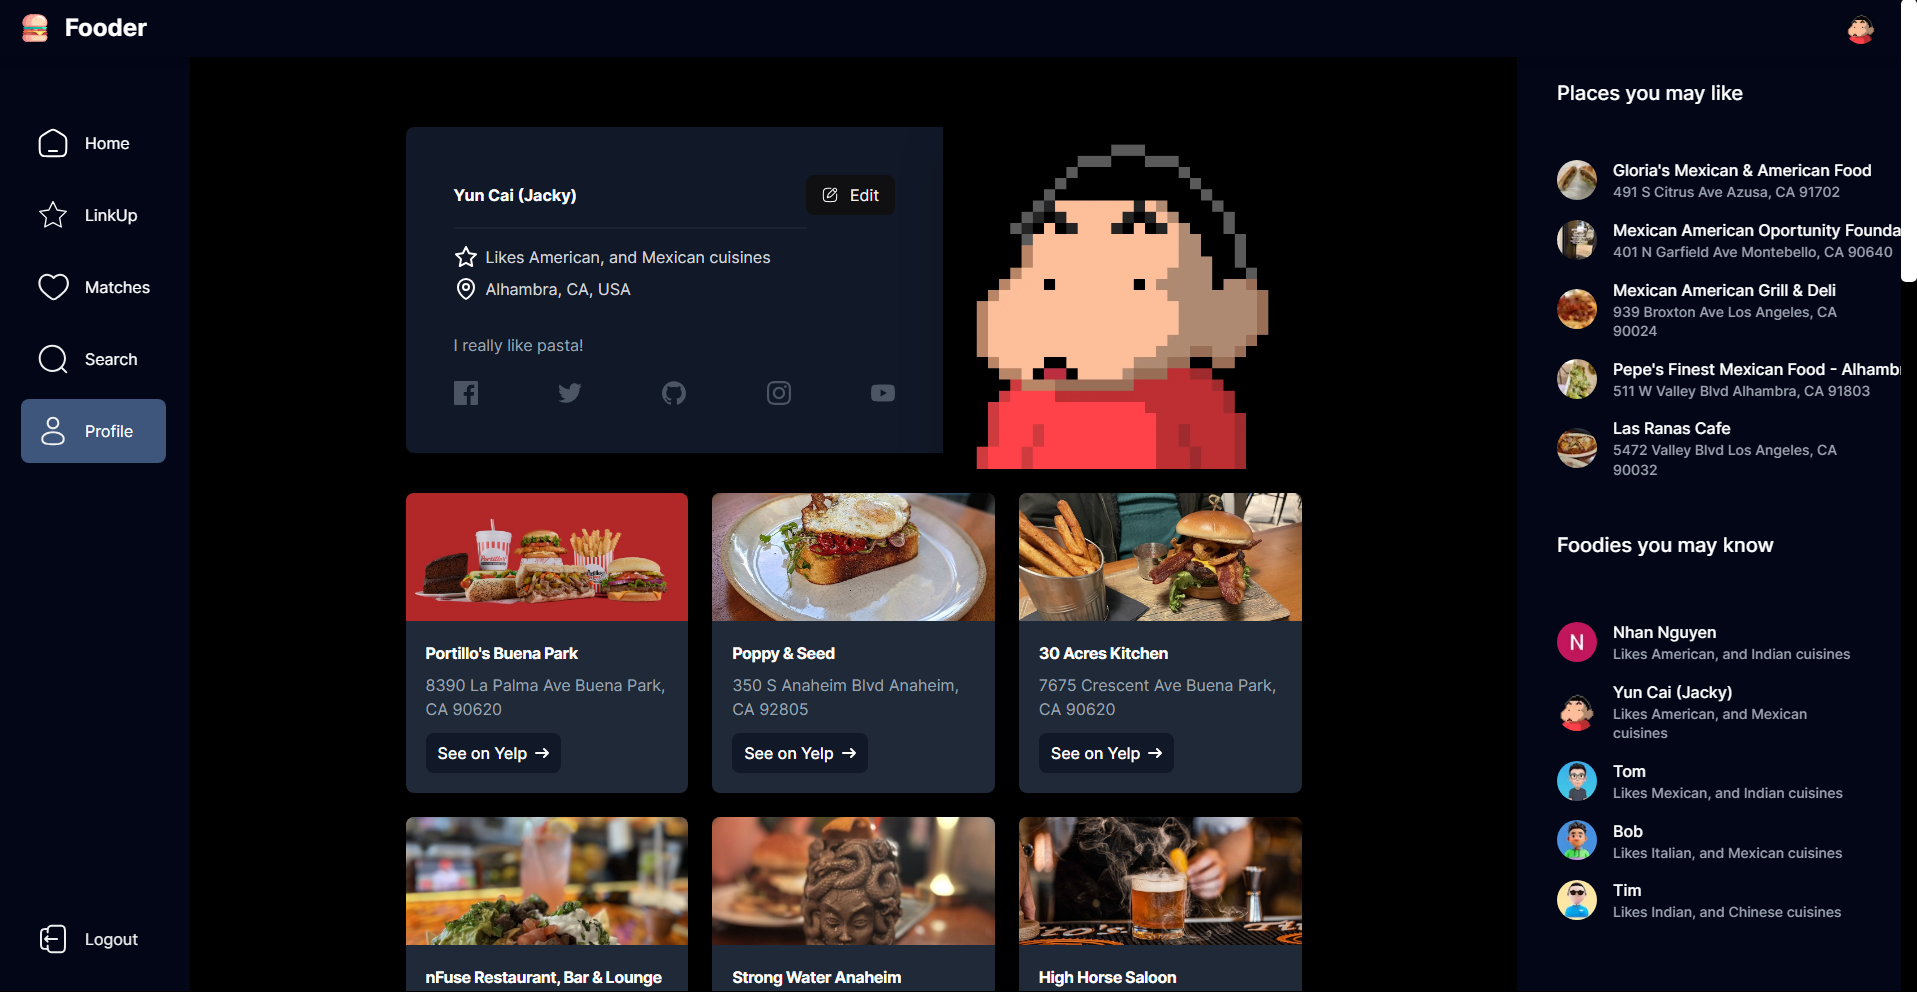 Fooder
Home
LinkUp
Matches
Search
Profile
Logout
Yun Cai (Jacky)
Edit
Likes American, and Mexican cuisines
Alhambra, CA, USA
I really like pasta!
Portillo's Buena Park
8390 La Palma Ave Buena Park,
CA 90620
See on Yelp →
Poppy & Seed
350 S Anaheim Blvd Anaheim,
CA 92805
See on Yelp →
30 Acres Kitchen
7675 Crescent Ave Buena Park,
CA 90620
See on Yelp →
nFuse Restaurant, Bar & Lounge
Strong Water Anaheim
High Horse Saloon
Places you may like
Gloria's Mexican & American Food
491 S Citrus Ave Azusa, CA 91702
Mexican American Oportunity Founda
401 N Garfield Ave Montebello, CA 90640
Mexican American Grill & Deli
939 Broxton Ave Los Angeles, CA
90024
Pepe's Finest Mexican Food - Alhamb
511 W Valley Blvd Alhambra, CA 91803
Las Ranas Cafe
5472 Valley Blvd Los Angeles, CA
90032
Foodies you may know
N
Nhan Nguyen
Likes American, and Indian cuisines
Yun Cai (Jacky)
Likes American, and Mexican
cuisines
Tom
Likes Mexican, and Indian cuisines
Bob
Likes Italian, and Mexican cuisines
Tim
Likes Indian, and Chinese cuisines